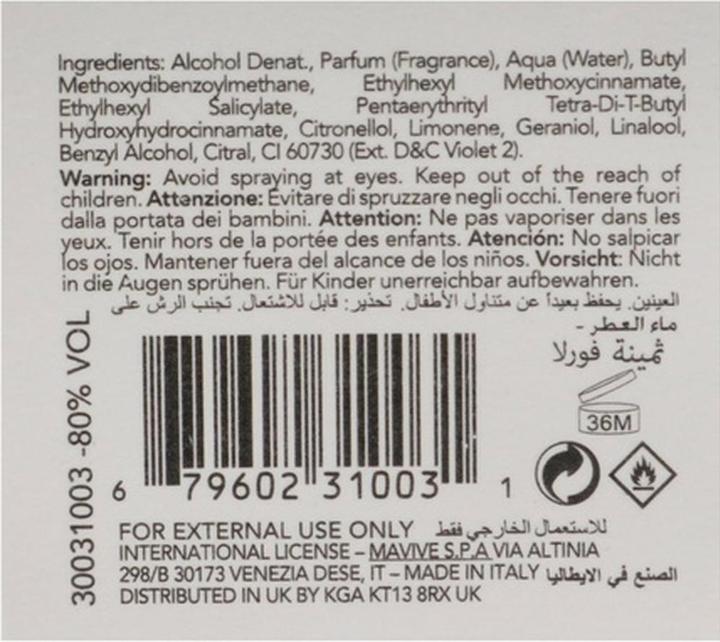 Ingredients: Alcohol Denat., Parfum (Fragrance), Aqua (Water), Butyl
Methoxydibenzoylmethane, Ethylhexyl Methoxycinnamate,
Ethylhexyl Salicylate, Pentaerythrityl Tetra-Di-T-Butyl
Hydroxyhydrocinnamate, Citronellol, Limonene, Geraniol, Linalool,
Benzyl Alcohol, Citral, CI 60730 (Ext. D&C Violet 2).
Warning: Avoid spraying at eyes. Keep out of the reach of
children. Attenzione: Evitare di spruzzare negli occhi. Tenere fuori
dalla portata dei bambini. Attention: Ne pas vaporiser dans les
yeux. Tenir hors de la portée des enfants. Atención: No salpicar
los ojos. Mantener fuera del alcance de los niños. Vorsicht: Nicht
in die Augen sprühen. Für Kinder unerreichbar aufbewahren.
العينين. يحفظ بعيداً عن متناول الأطفال. تحذير: قابل للاشتعال. تجنب الرش على
ماء العطر -
ثمينة فورلا
36M
30031003 -80% VOL
6 79602 31003 1
FOR EXTERNAL USE ONLY للاستعمال الخارجي فقط
INTERNATIONAL LICENSE – MAVIVE S.P.A VIA ALTINIA
298/B 30173 VENEZIA DESE, IT – MADE IN ITALY الصنع في الايطاليا
DISTRIBUTED IN UK BY KGA KT13 8RX UK